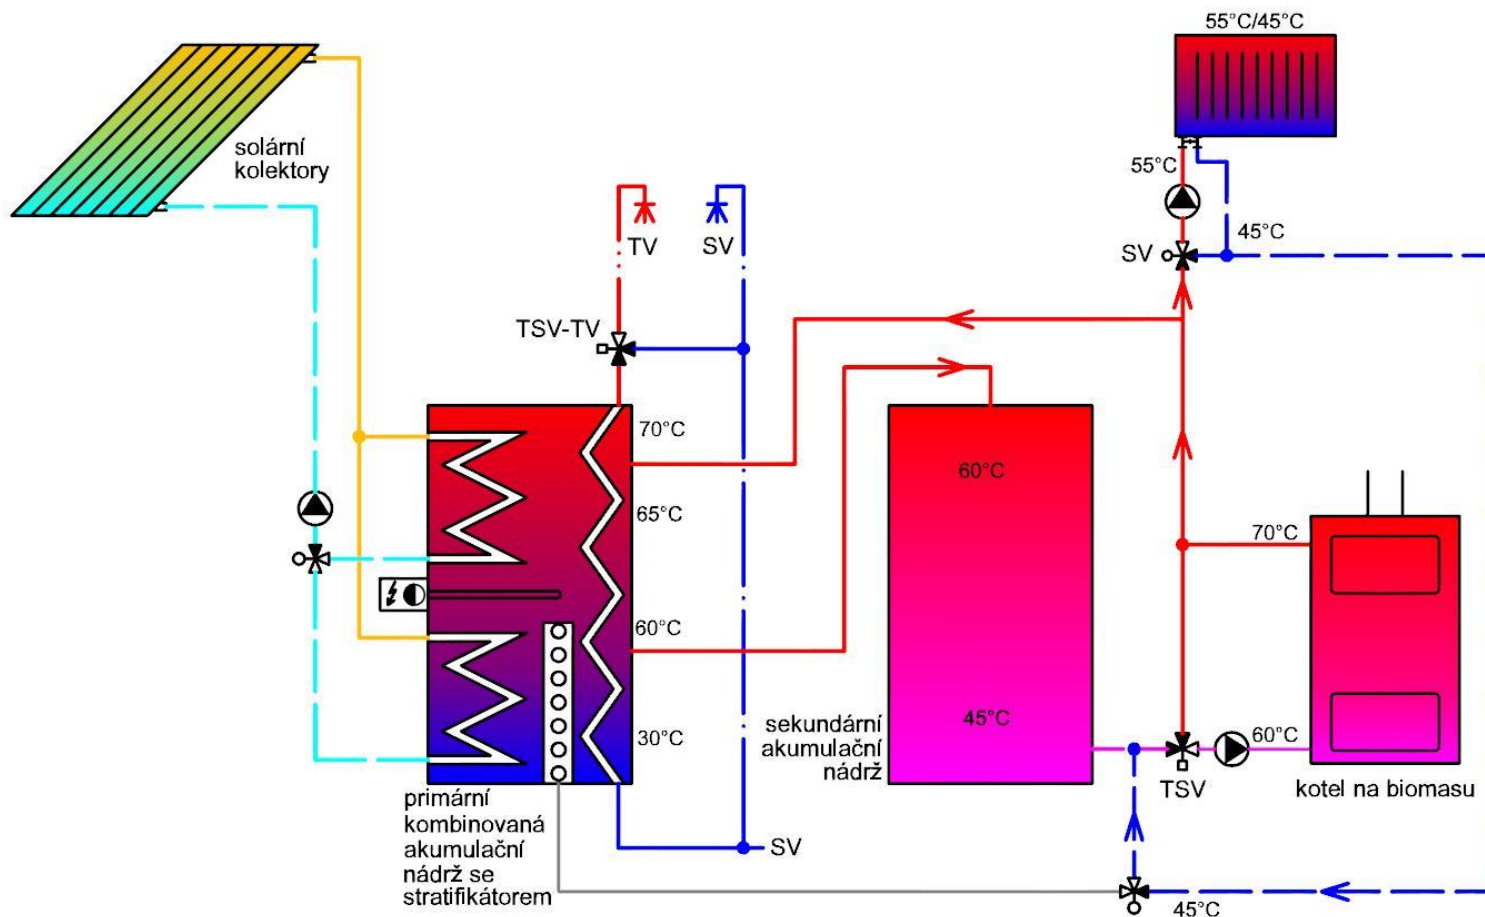 55°C/45°C
solární
kolektory
55°C
TV
SV
SV
45°C
TSV-TV
70°C
60°C
65°C
70°C
60°C
30°C
45°C
sekundární
akumulační
nádrž
60°C
TSV
kotel na biomasu
primární
kombinovaná
akumulační
nádrž se
stratifikátorem
SV
45°C